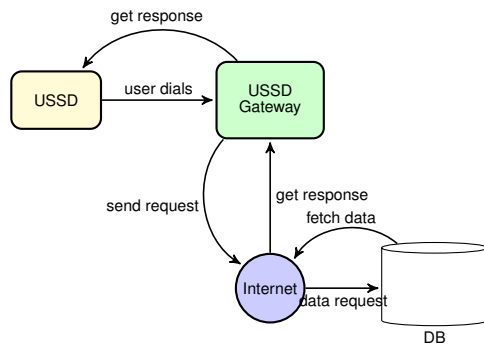 get response
USSD
user dials
USSD
Gateway
send request
get response
fetch data
Internet
data request
DB